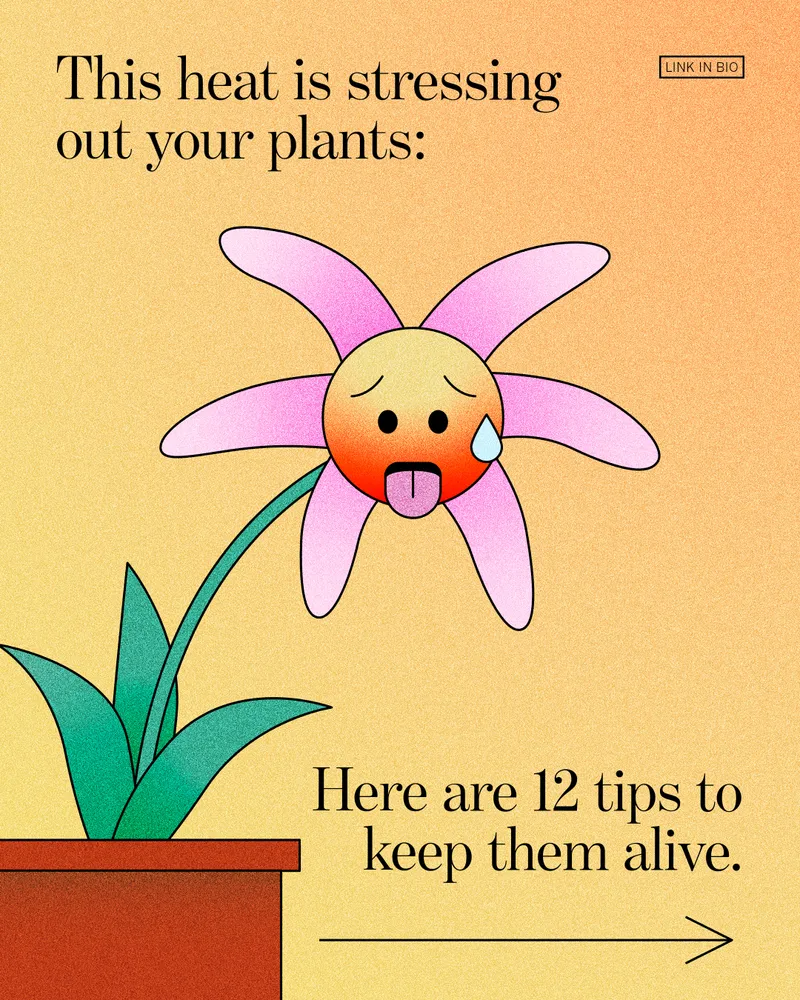 This heat is stressing
out your plants:
LINK IN BIO
Here are 12 tips to
keep them alive.